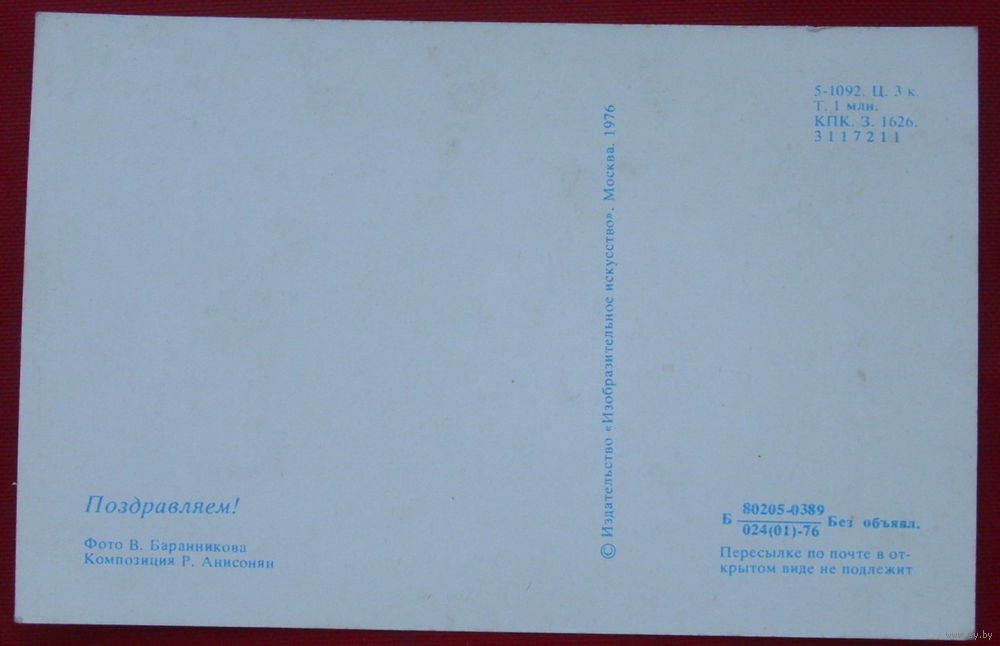 5-1092. Ц. 3 к.
Т. 1 млн.
КПК. З. 1626.
3117211
© Издательство «Изобразительное искусство». Москва. 1976
Поздравляем!
Фото В. Баранникова
Композиция Р. Анисонян
Б 80205-0389 Без объявл.
024(01)-76
Пересылке по почте в от-
крытом виде не подлежит